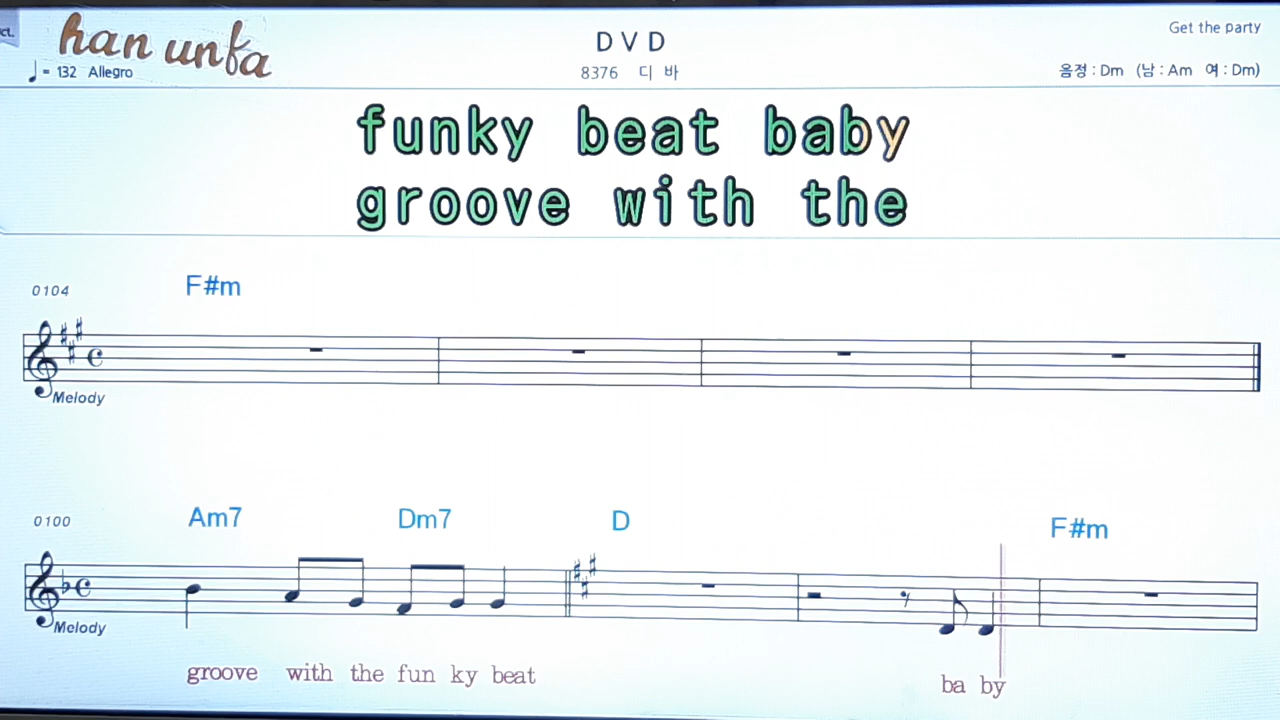 ct.
han unfa
DVD
Get the party
♩= 132 Allegro
8376 디 바
음정 : Dm (남 : Am 여 : Dm)
funky beat baby
groove with the
0104 F#m
Melody
0100 Am7 Dm7 D F#m
Melody
groove with the fun ky beat ba by